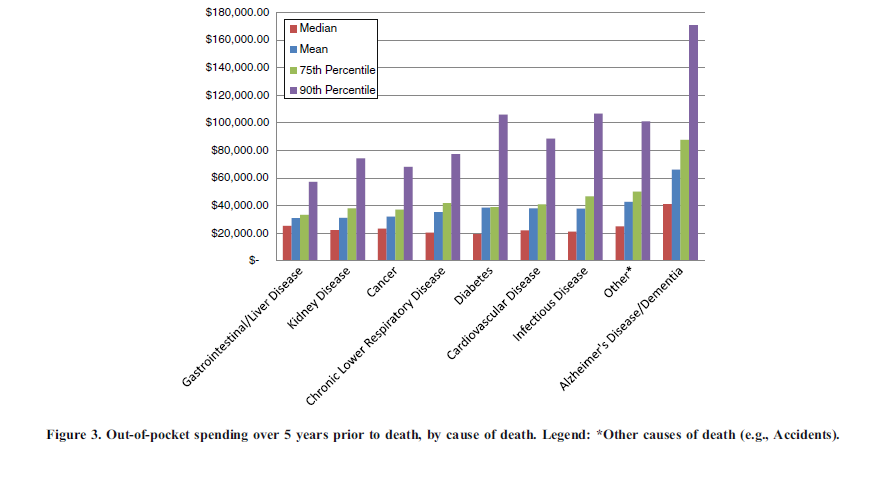 $180,000.00
$160,000.00
$140,000.00
$120,000.00
$100,000.00
$80,000.00
$60,000.00
$40,000.00
$20,000.00
$-
Median
Mean
75th Percentile
90th Percentile
Gastrointestinal/Liver Disease
Kidney Disease
Cancer
Chronic Lower Respiratory Disease
Diabetes
Cardiovascular Disease
Infectious Disease
Other*
Alzheimer's Disease/Dementia
Figure 3. Out-of-pocket spending over 5 years prior to death, by cause of death. Legend: *Other causes of death (e.g., Accidents).